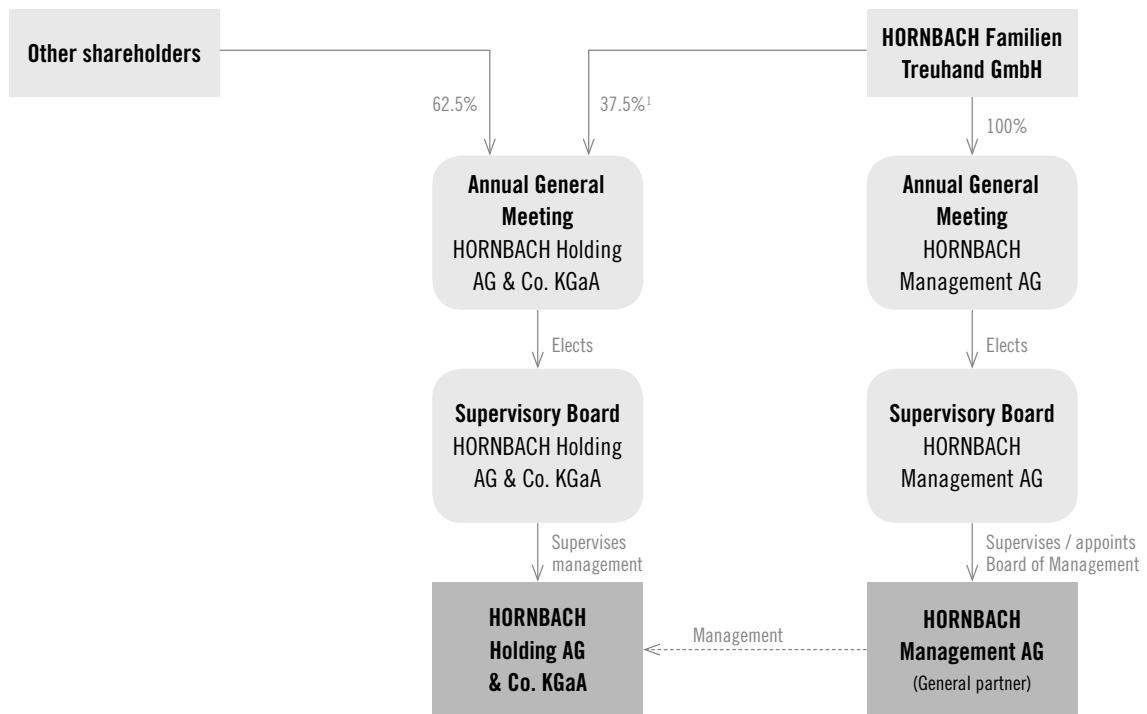 Other shareholders
HORNBACH Familien
Treuhand GmbH
62.5%
37.5%¹
100%
Annual General
Meeting
HORNBACH Holding
AG & Co. KGaA
Annual General
Meeting
HORNBACH
Management AG
Elects
Elects
Supervisory Board
HORNBACH Holding
AG & Co. KGaA
Supervisory Board
HORNBACH
Management AG
Supervises
management
Supervises / appoints
Board of Management
HORNBACH
Holding AG
& Co. KGaA
Management
HORNBACH
Management AG
(General partner)